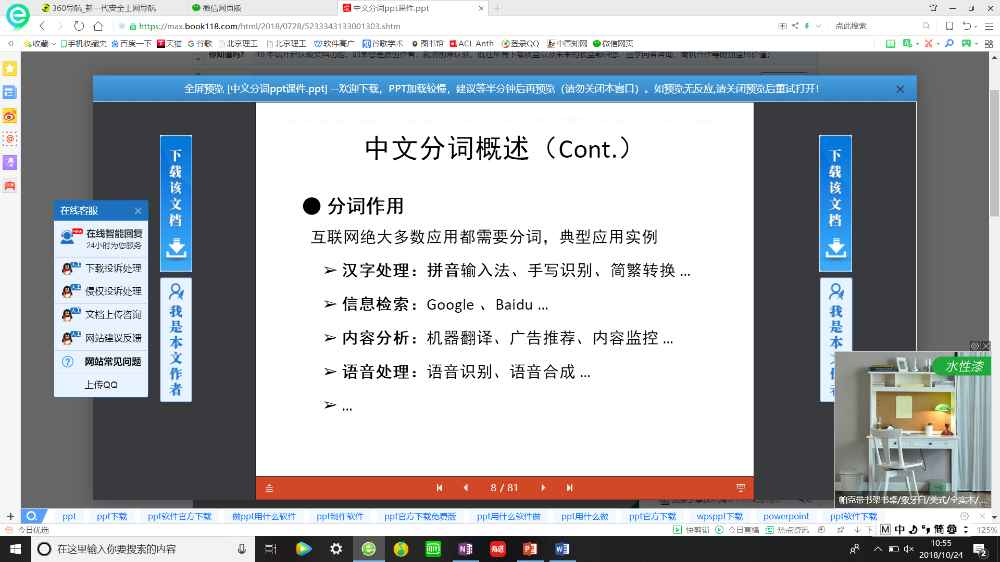 360导航_新一代安全上网导航
微信网页版
中文分词ppt课件.ppt
https://max.book118.com/html/2018/0728/5233343133001303.shtm
点此搜索
收藏
手机收藏夹
百度一下
天猫
谷歌
北京理工
北京理工
软件高广
谷歌学术
图书馆
ACL Anth
登录QQ
中国知网
微信网页
你知道吗?
10.本站开启认领文档功能，如果您是原创作者，就请前来认领，既往所有下载收益以及未来的收益都归您，坐享问答咨询、商机合作等附加溢出价值；
全屏预览 [中文分词ppt课件.ppt] --欢迎下载，PPT加载较慢，建议等半分钟后再预览（请勿关闭本窗口）。如预览无反应,请关闭预览后重试打开!
中文分词概述（Cont.）
● 分词作用
互联网绝大多数应用都需要分词，典型应用实例
➢ 汉字处理：拼音输入法、手写识别、简繁转换 ...
➢ 信息检索：Google 、Baidu ...
➢ 内容分析：机器翻译、广告推荐、内容监控 ...
➢ 语音处理：语音识别、语音合成 ...
➢ ...
8 / 81
下载该文档
我是本文作者
下载该文档
我是本文作者
在线客服
new
在线智能回复
24小时为您服务
人工
下载投诉处理
人工
侵权投诉处理
人工
文档上传咨询
人工
网站建议反馈
网站常见问题
上传QQ
漫
水性漆
帕克带书架书桌/象牙白/美式/全实木/...
广告
ppt
ppt下载
ppt软件官方下载
做ppt用什么软件
ppt制作软件
ppt官方下载免费版
ppt用什么软件做
ppt用什么做
ppt官方下载
wpsppt下载
powerpoint
ppt软件下载
今日优选
快剪辑
今日直播
热点资讯
下
M 中 简
125%
在这里输入你要搜索的内容
QIY
有道
10:55
2018/10/24
2